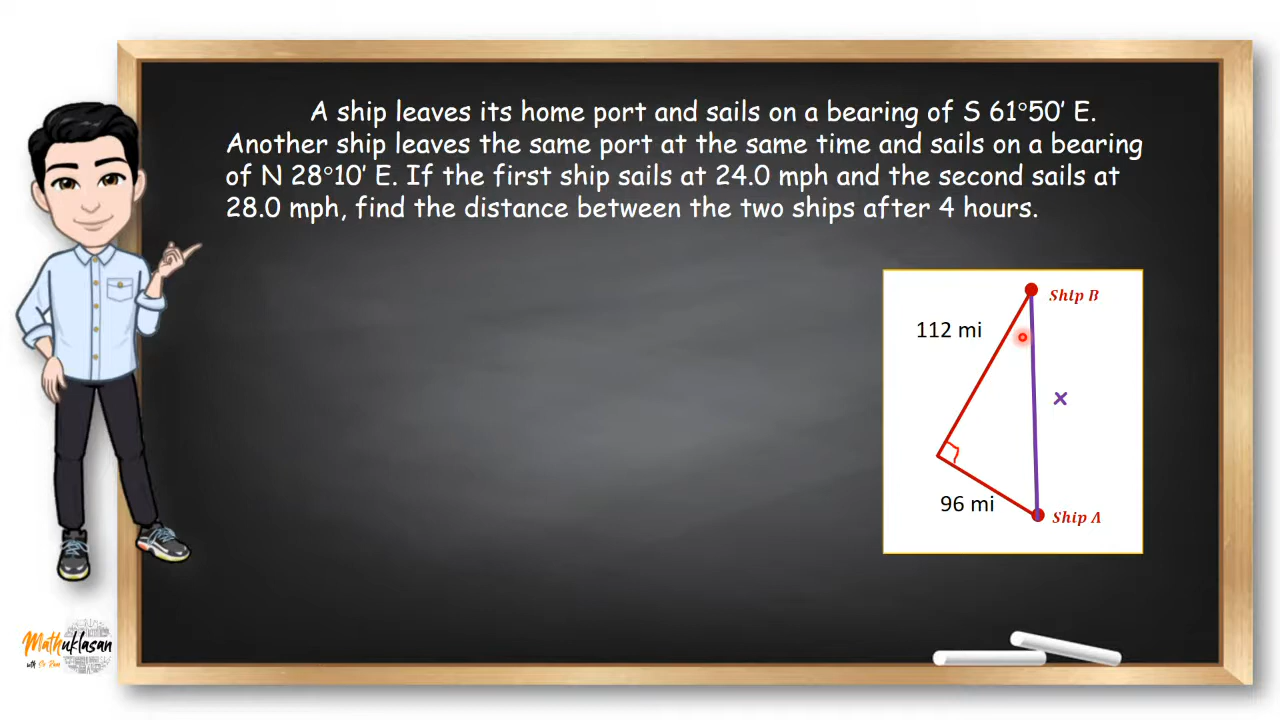 A ship leaves its home port and sails on a bearing of S 61°50' E.
Another ship leaves the same port at the same time and sails on a bearing
of N 28°10' E. If the first ship sails at 24.0 mph and the second sails at
28.0 mph, find the distance between the two ships after 4 hours.
Ship B
112 mi
x
96 mi
Ship A
Mathuklasan
with Sir Ram